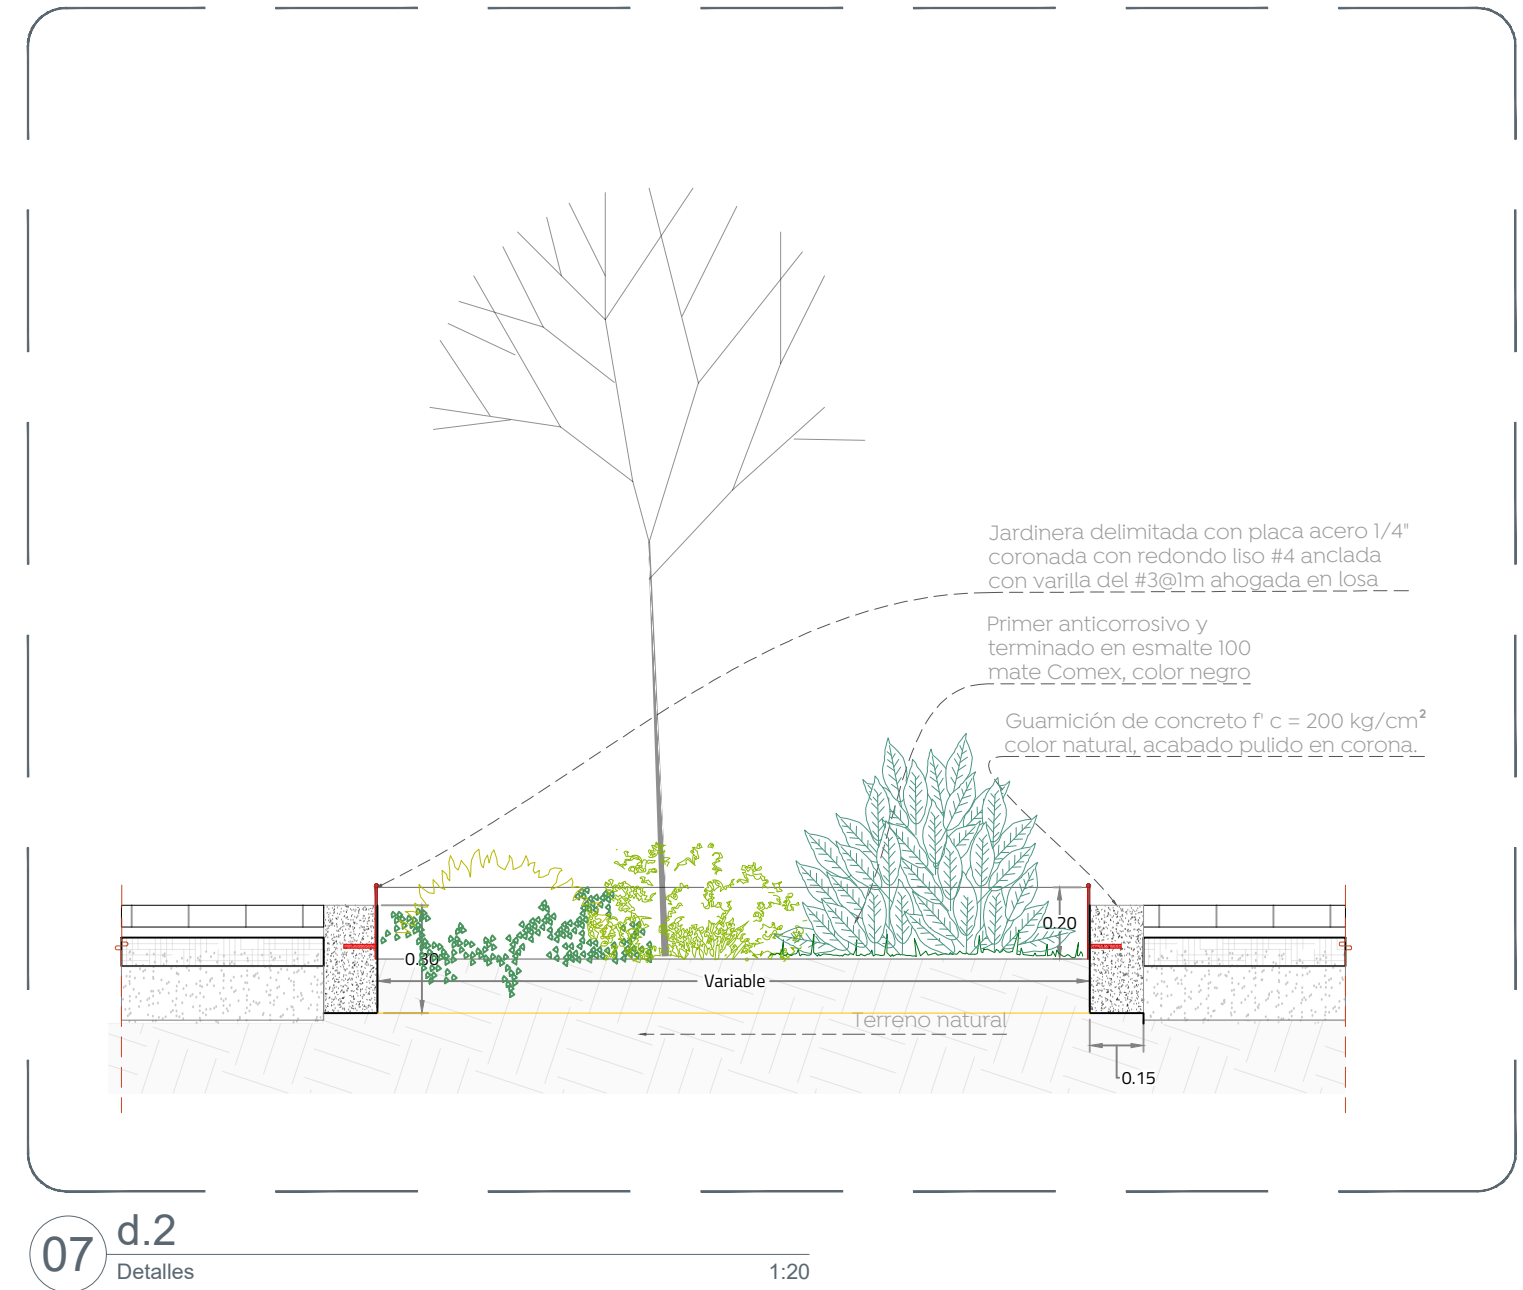 Jardinera delimitada con placa acero 1/4"
coronada con redondo liso #4 anclada
con varilla del #3@1m ahogada en losa
Primer anticorrosivo y
terminado en esmalte 100
mate Comex, color negro
Guarnición de concreto f' c = 200 kg/cm²
color natural, acabado pulido en corona.
0.20
0.30
Variable
Terreno natural
0.15
07
d.2
Detalles
1:20